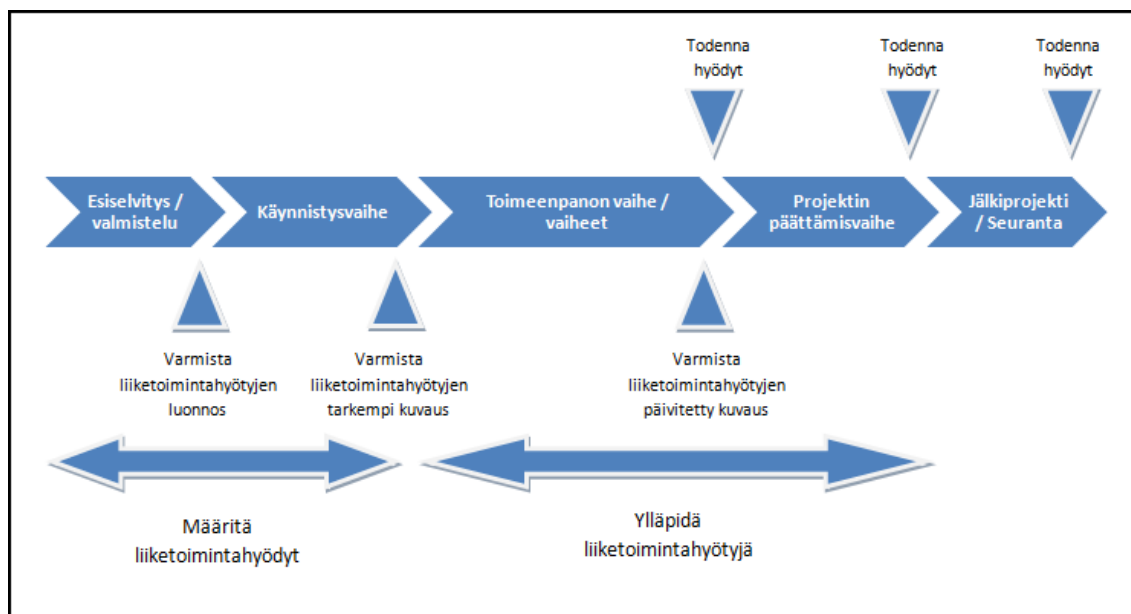 Todenna
hyödyt
Todenna
hyödyt
Todenna
hyödyt
Esiselvitys /
valmistelu
Käynnistysvaihe
Toimeenpanon vaihe /
vaiheet
Projektin
päättämisvaihe
Jälkiprojekti
/ Seuranta
Varmista
liiketoimintahyötyjen
luonnos
Varmista
liiketoimintahyötyjen
tarkempi kuvaus
Varmista
liiketoimintahyötyjen
päivitetty kuvaus
Määritä
liiketoimintahyödyt
Ylläpidä
liiketoimintahyötyjä